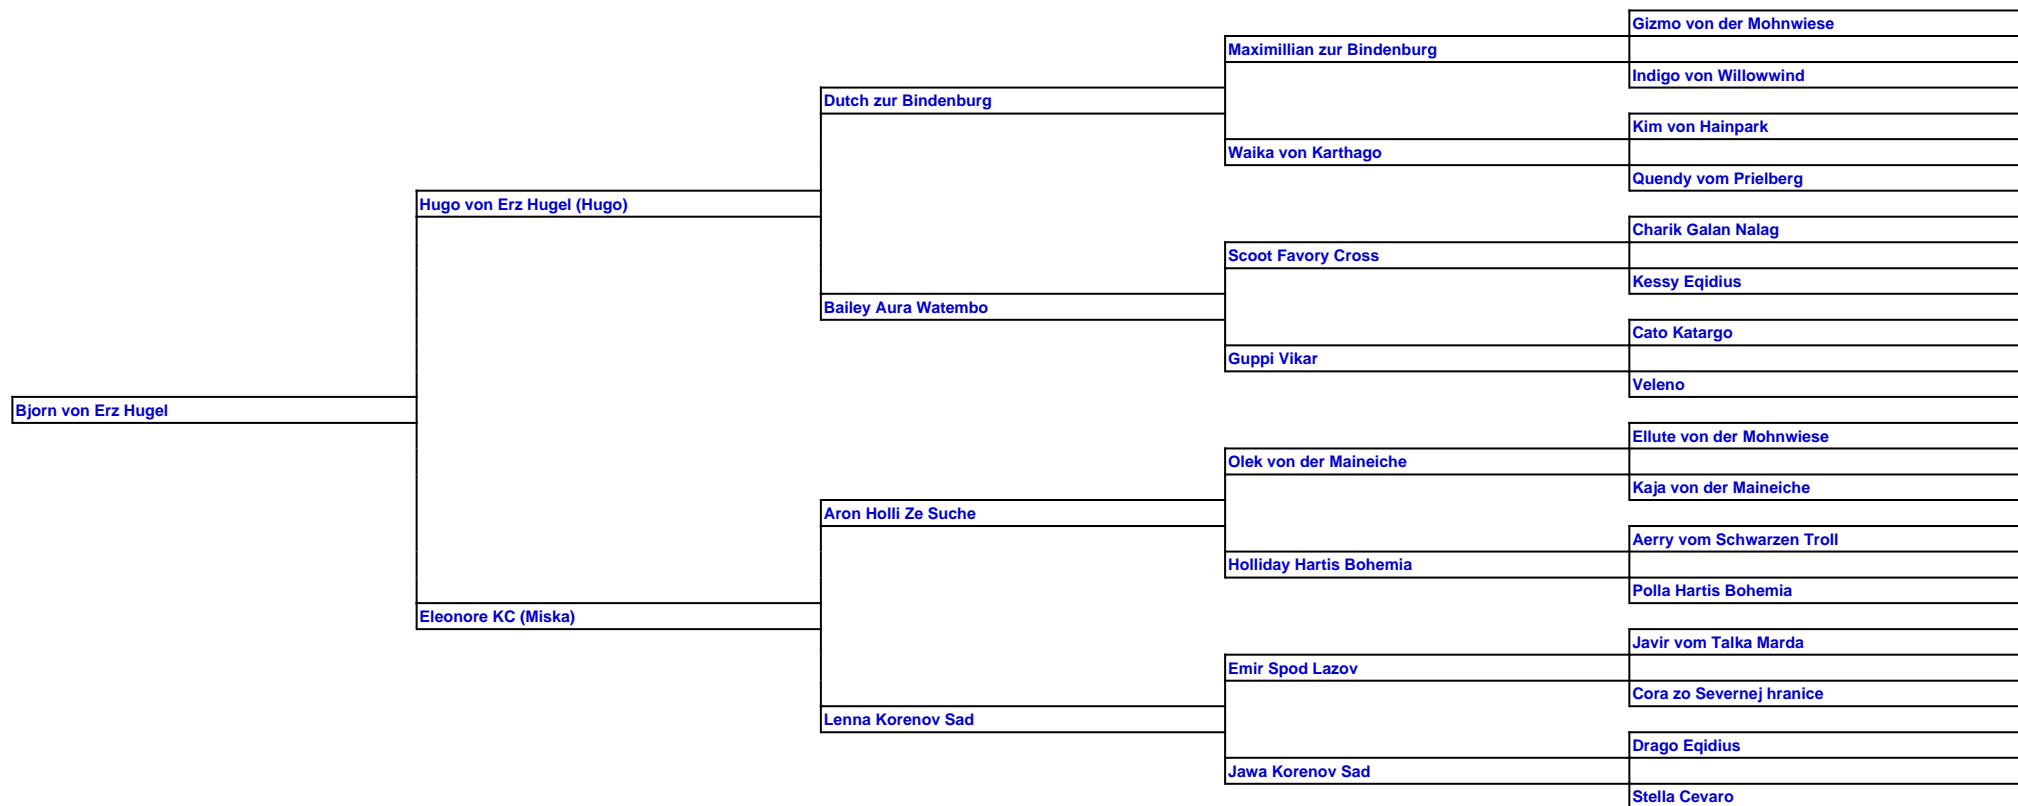 Gizmo von der Mohnwiese
Maximillian zur Bindenburg
Indigo von Willowwind
Dutch zur Bindenburg
Kim von Hainpark
Waika von Karthago
Quendy vom Prielberg
Hugo von Erz Hugel (Hugo)
Charik Galan Nalag
Scoot Favory Cross
Kessy Eqidius
Bailey Aura Watembo
Cato Katargo
Guppi Vikar
Veleno
Bjorn von Erz Hugel
Ellute von der Mohnwiese
Olek von der Maineiche
Kaja von der Maineiche
Aron Holli Ze Suche
Aerry vom Schwarzen Troll
Holliday Hartis Bohemia
Polla Hartis Bohemia
Eleonore KC (Miska)
Javir vom Talka Marda
Emir Spod Lazov
Cora zo Severnej hranice
Lenna Korenov Sad
Drago Eqidius
Jawa Korenov Sad
Stella Cevaro